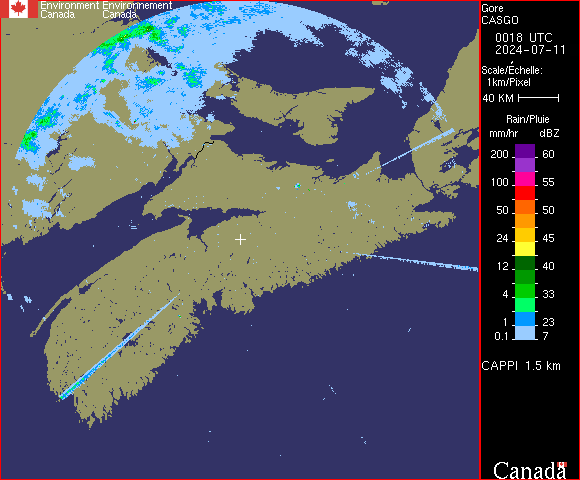 Environment Environnement
Canada Canada
Gore
CASGO
0018 UTC
2024-07-11
Scale/Échelle:
1km/Pixel
40 KM
Rain/Pluie
mm/hr dBZ
200 60
100 55
50 50
24 45
12 40
4 33
1 23
0.1 7
CAPPI 1.5 km
Canada